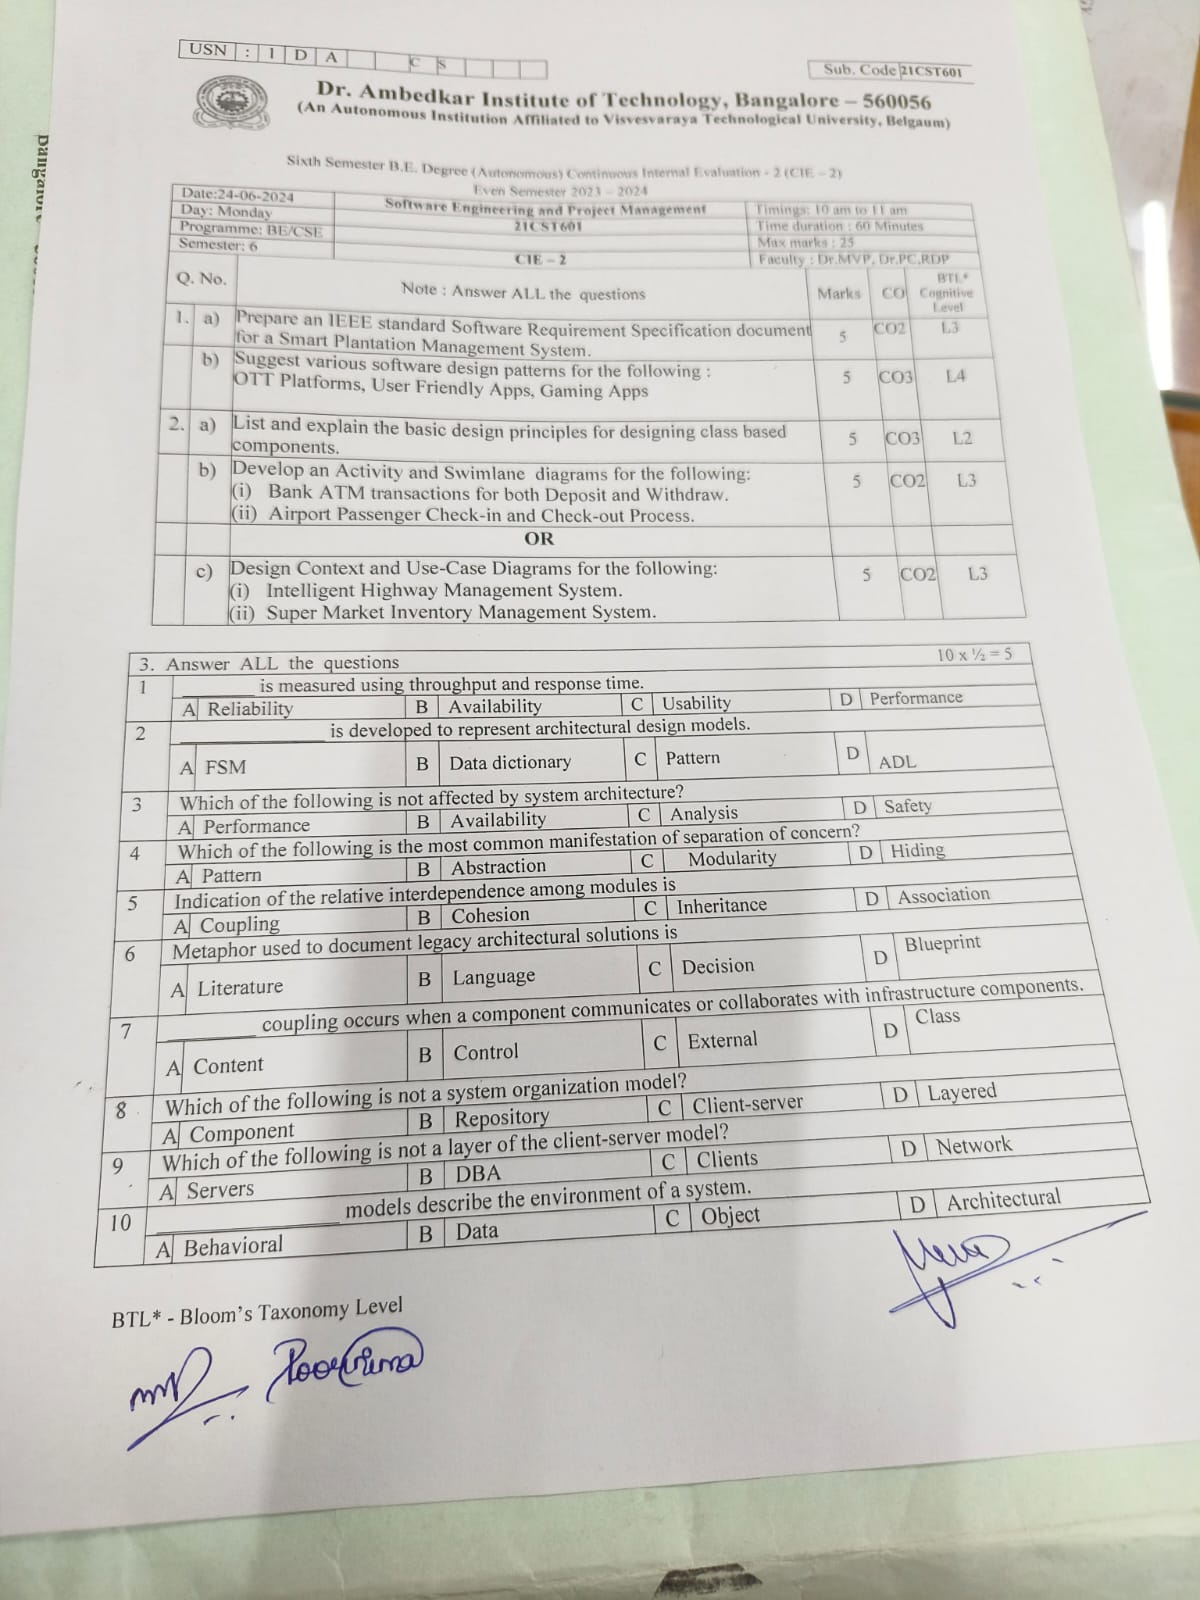 USN : 1 D A C S
Sub. Code 21CST601
Dr. Ambedkar Institute of Technology, Bangalore – 560056
(An Autonomous Institution Affiliated to Visvesvaraya Technological University, Belgaum)
Sixth Semester B.E. Degree (Autonomous) Continuous Internal Evaluation - 2 (CIE – 2)
Even Semester 2023 – 2024
Date:24-06-2024 Software Engineering and Project Management Timings: 10 am to 11 am
Day: Monday 21CST601 Time duration : 60 Minutes
Programme: BE/CSE Max marks : 25
Semester: 6 CIE – 2 Faculty : Dr.MVP, Dr.PC,RDP
Q. No. Note : Answer ALL the questions Marks CO BTL* Cognitive Level
1. a) Prepare an IEEE standard Software Requirement Specification document 5 CO2 L3
for a Smart Plantation Management System.
b) Suggest various software design patterns for the following : 5 CO3 L4
OTT Platforms, User Friendly Apps, Gaming Apps
2. a) List and explain the basic design principles for designing class based 5 CO3 L2
components.
b) Develop an Activity and Swimlane diagrams for the following: 5 CO2 L3
(i) Bank ATM transactions for both Deposit and Withdraw.
(ii) Airport Passenger Check-in and Check-out Process.
OR
c) Design Context and Use-Case Diagrams for the following: 5 CO2 L3
(i) Intelligent Highway Management System.
(ii) Super Market Inventory Management System.
3. Answer ALL the questions 10 x ½ = 5
1 ________ is measured using throughput and response time.
A Reliability B Availability C Usability D Performance
2 ____________ is developed to represent architectural design models.
A FSM B Data dictionary C Pattern D ADL
3 Which of the following is not affected by system architecture?
A Performance B Availability C Analysis D Safety
4 Which of the following is the most common manifestation of separation of concern?
A Pattern B Abstraction C Modularity D Hiding
5 Indication of the relative interdependence among modules is
A Coupling B Cohesion C Inheritance D Association
6 Metaphor used to document legacy architectural solutions is
A Literature B Language C Decision D Blueprint
7 ________ coupling occurs when a component communicates or collaborates with infrastructure components.
A Content B Control C External D Class
8 Which of the following is not a system organization model?
A Component B Repository C Client-server D Layered
9 Which of the following is not a layer of the client-server model?
A Servers B DBA C Clients D Network
10 ______________ models describe the environment of a system.
A Behavioral B Data C Object D Architectural
BTL* - Bloom's Taxonomy Level